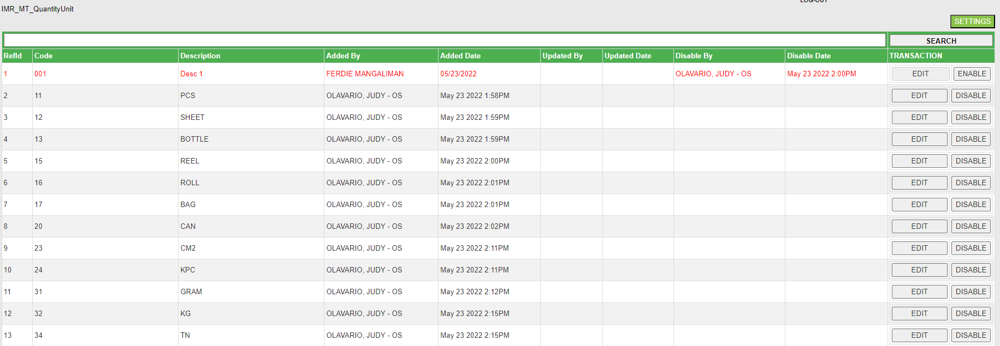 LOG-OUT
IMR_MT_QuantityUnit
SETTINGS
SEARCH
RefId Code Description Added By Added Date Updated By Updated Date Disable By Disable Date TRANSACTION
1 001 Desc 1 FERDIE MANGALIMAN 05/23/2022 OLAVARIO, JUDY - OS May 23 2022 2:00PM EDIT ENABLE
2 11 PCS OLAVARIO, JUDY - OS May 23 2022 1:58PM EDIT DISABLE
3 12 SHEET OLAVARIO, JUDY - OS May 23 2022 1:59PM EDIT DISABLE
4 13 BOTTLE OLAVARIO, JUDY - OS May 23 2022 1:59PM EDIT DISABLE
5 15 REEL OLAVARIO, JUDY - OS May 23 2022 2:00PM EDIT DISABLE
6 16 ROLL OLAVARIO, JUDY - OS May 23 2022 2:01PM EDIT DISABLE
7 17 BAG OLAVARIO, JUDY - OS May 23 2022 2:01PM EDIT DISABLE
8 20 CAN OLAVARIO, JUDY - OS May 23 2022 2:02PM EDIT DISABLE
9 23 CM2 OLAVARIO, JUDY - OS May 23 2022 2:11PM EDIT DISABLE
10 24 KPC OLAVARIO, JUDY - OS May 23 2022 2:11PM EDIT DISABLE
11 31 GRAM OLAVARIO, JUDY - OS May 23 2022 2:12PM EDIT DISABLE
12 32 KG OLAVARIO, JUDY - OS May 23 2022 2:15PM EDIT DISABLE
13 34 TN OLAVARIO, JUDY - OS May 23 2022 2:15PM EDIT DISABLE